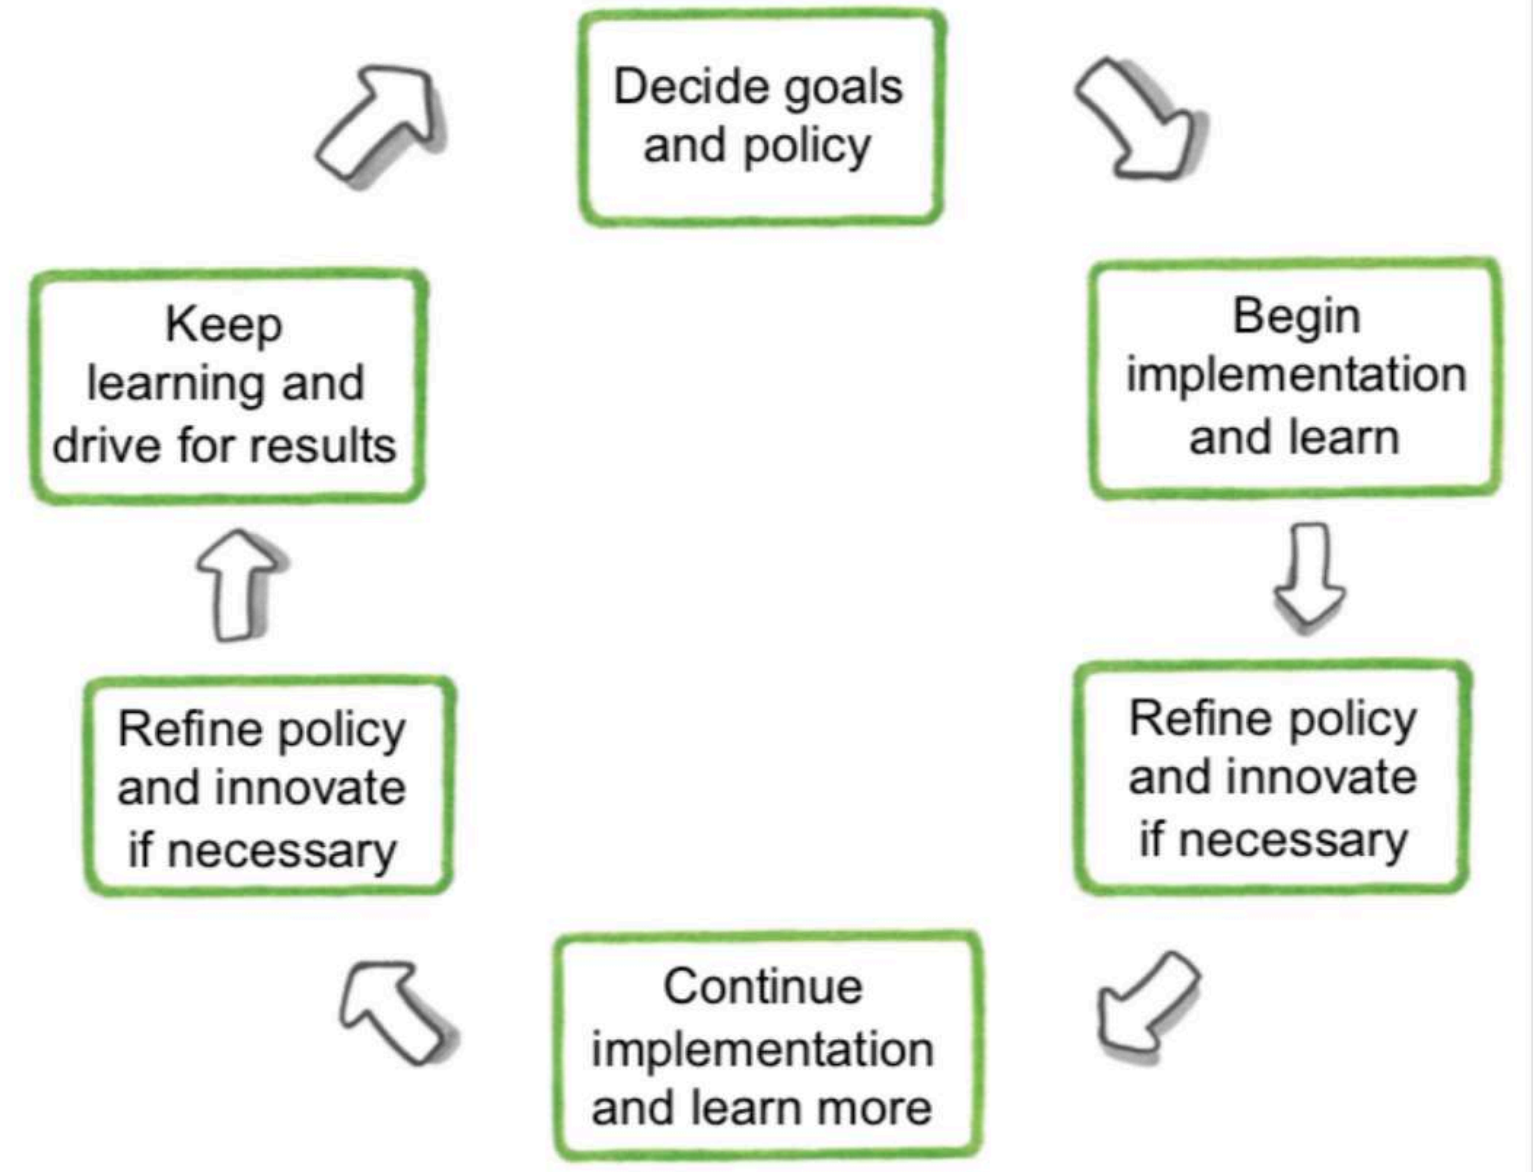 Decide goals
and policy
Begin
implementation
and learn
Refine policy
and innovate
if necessary
Continue
implementation
and learn more
Refine policy
and innovate
if necessary
Keep
learning and
drive for results